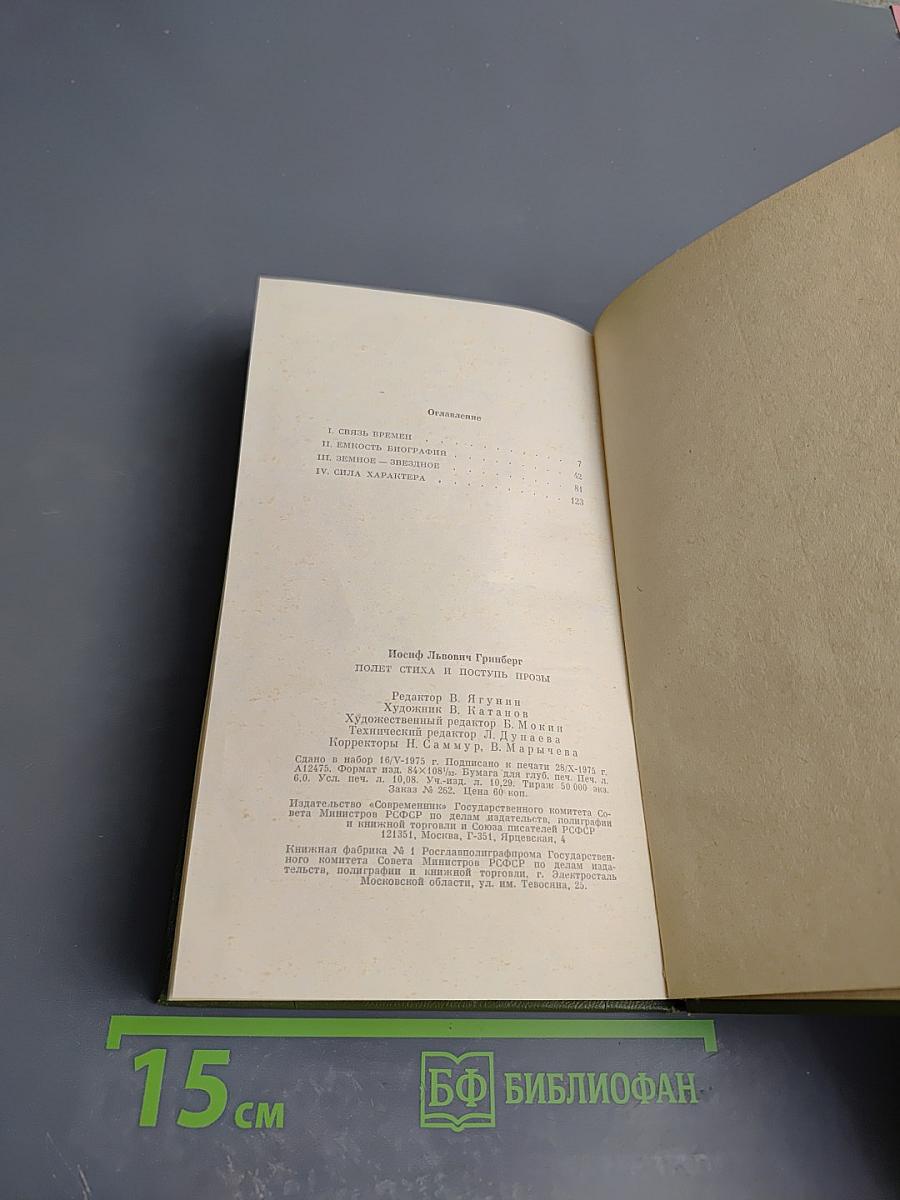 Оглавление
I. СВЯЗЬ ВРЕМЕН . . . . . . . . 7
II. ЕМКОСТЬ БИОГРАФИЯ . . . . . . . 42
III. ЗЕМНОЕ — ЗВЕЗДНОЕ . . . . . . . 81
IV. СИЛА ХАРАКТЕРА . . . . . . . . 123
Иосиф Львович Гринберг
ПОЛЕТ СТИХА И ПОСТУПЬ ПРОЗЫ
Редактор В. Ягунин
Художник В. Катанов
Художественный редактор Б. Мокин
Технический редактор Л. Дунаева
Корректоры Н. Саммур, В. Марычева
Сдано в набор 16/V-1975 г. Подписано к печати 28/X-1975 г.
А12475. Формат изд. 84×108¹/₃₂. Бумага для глуб. печ. Печ. л.
6,0. Усл. печ. л. 10,08. Уч.-изд. л. 10,29. Тираж 50 000 экз.
Заказ № 262. Цена 60 коп.
Издательство «Современник» Государственного комитета Со-
вета Министров РСФСР по делам издательств, полиграфии
и книжной торговли и Союза писателей РСФСР
121351, Москва, Г-351, Ярцевская, 4
Книжная фабрика № 1 Росглавполиграфпрома Государствен-
ного комитета Совета Министров РСФСР по делам изда-
тельств, полиграфии и книжной торговли, г. Электросталь
Московской области, ул. им. Тевосяна, 25.
15 см
БФ БИБЛИОФАН